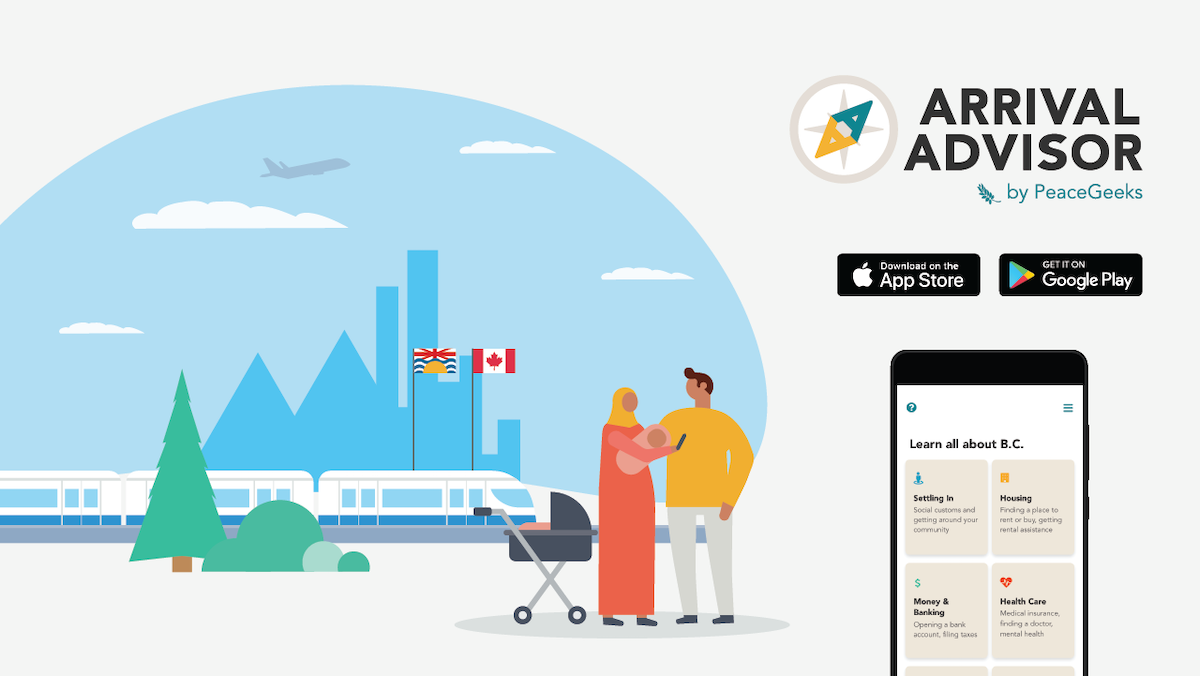 ARRIVAL
ADVISOR
by PeaceGeeks
Download on the
App Store
GET IT ON
Google Play
?
Learn all about B.C.
Settling In
Social customs and
getting around your
community
Housing
Finding a place to
rent or buy, getting
rental assistance
$
Money &
Banking
Opening a bank
account, filing taxes
Health Care
Medical insurance,
finding a doctor,
mental health